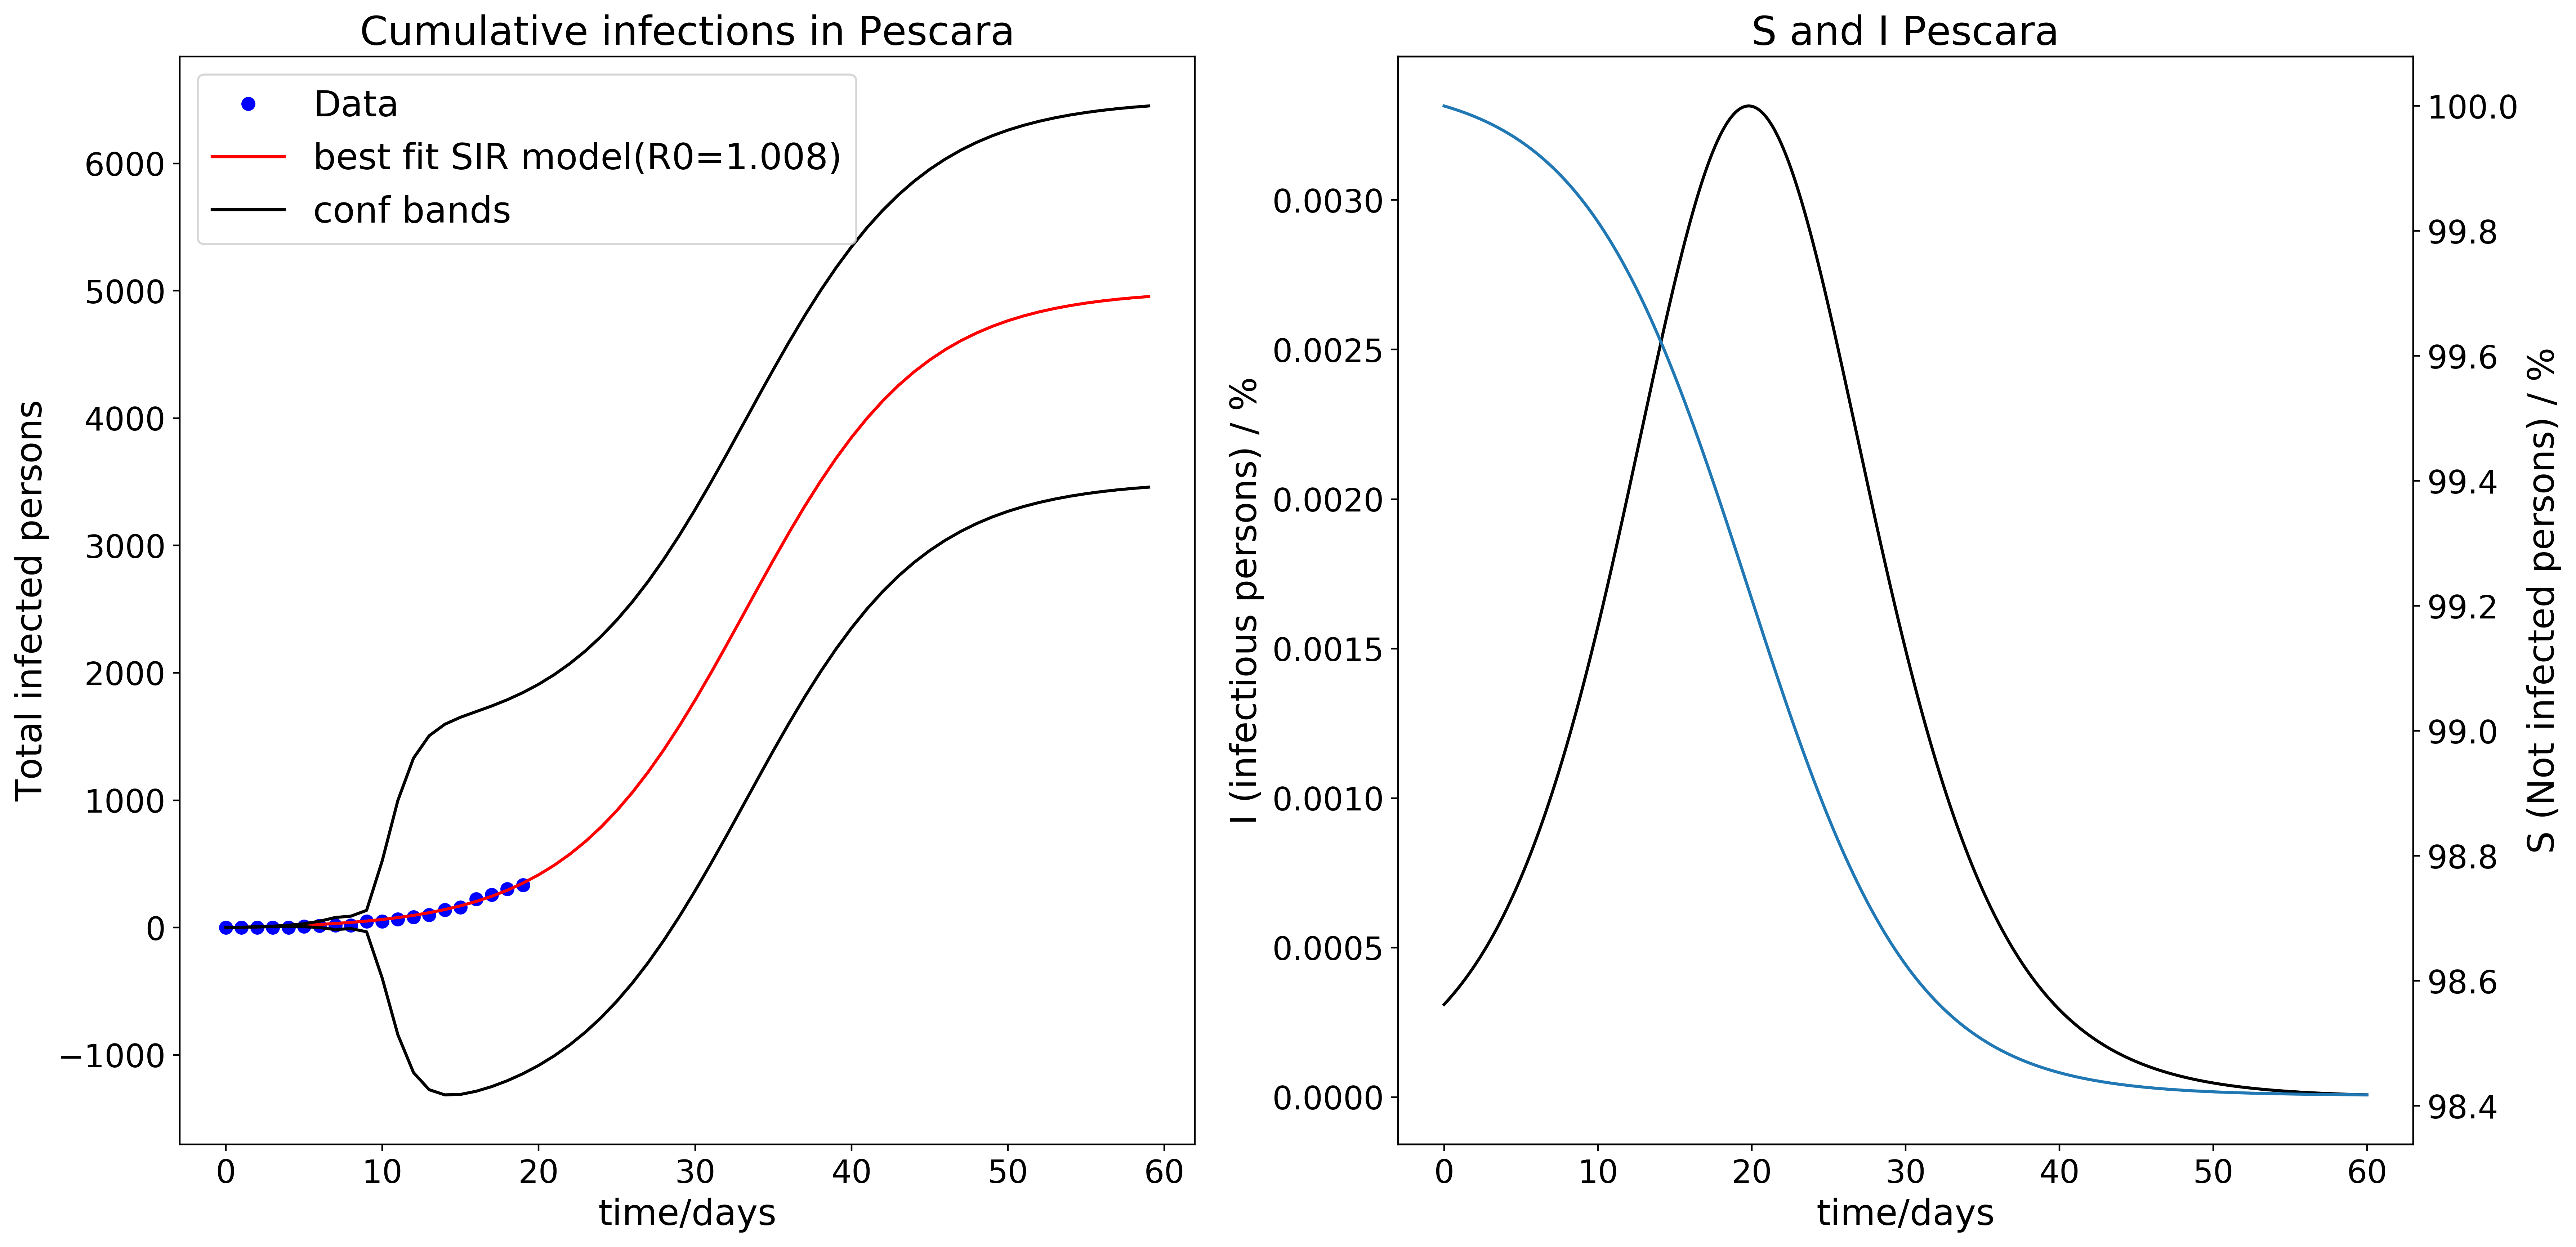 Cumulative infections in Pescara
Data
best fit SIR model(R0=1.008)
conf bands
Total infected persons
6000
5000
4000
3000
2000
1000
0
−1000
0 10 20 30 40 50 60
time/days
S and I Pescara
I (infectious persons) / %
0.0030
0.0025
0.0020
0.0015
0.0010
0.0005
0.0000
100.0
99.8
99.6
99.4
99.2
99.0
98.8
98.6
98.4
S (Not infected persons) / %
0 10 20 30 40 50 60
time/days